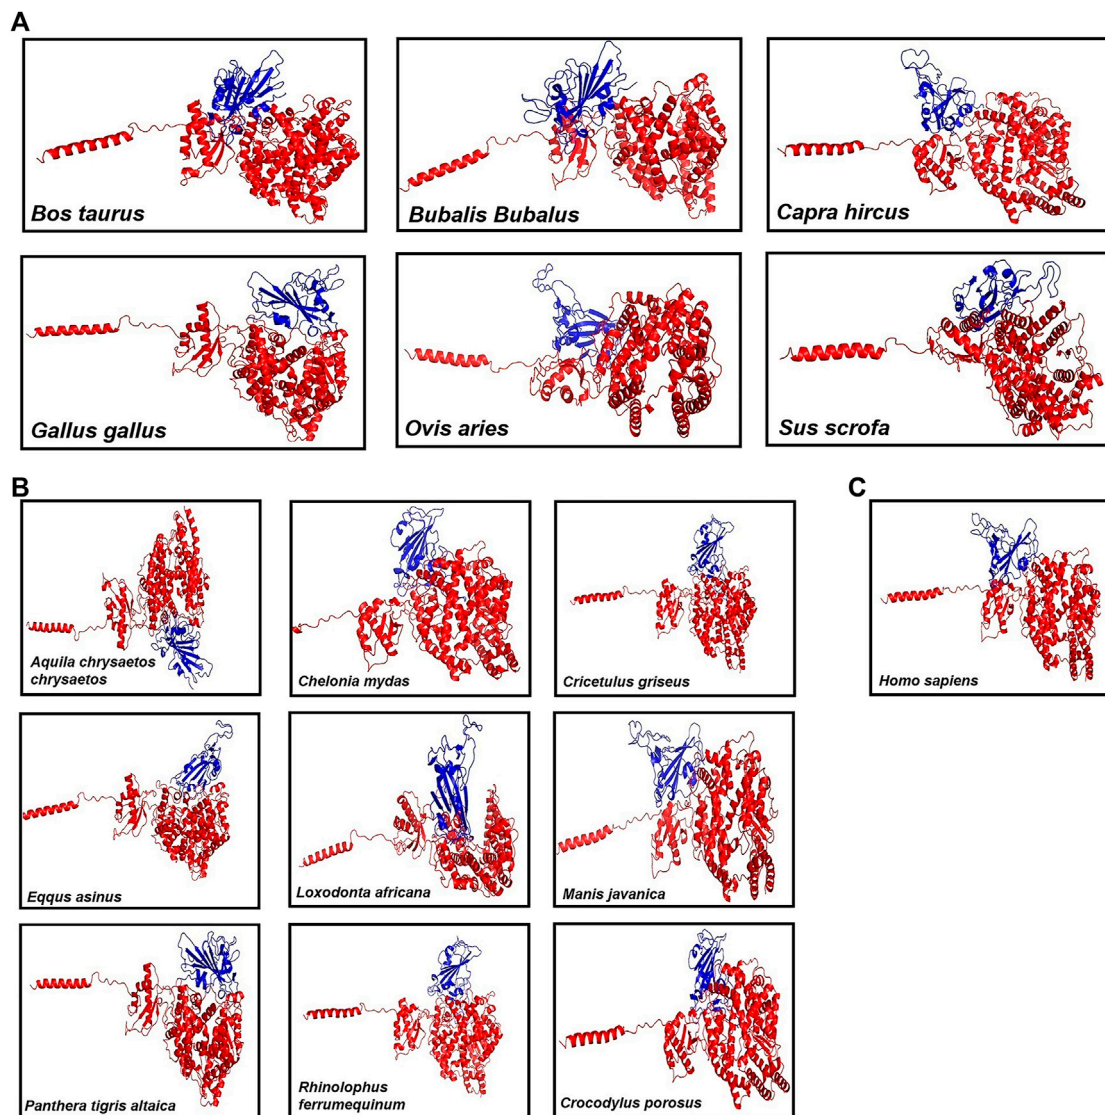 A
Bos taurus
Bubalis Bubalus
Capra hircus
Gallus gallus
Ovis aries
Sus scrofa
B
C
Aquila chrysaetos
chrysaetos
Chelonia mydas
Cricetulus griseus
Homo sapiens
Eqqus asinus
Loxodonta africana
Manis javanica
Panthera tigris altaica
Rhinolophus
ferrumequinum
Crocodylus porosus